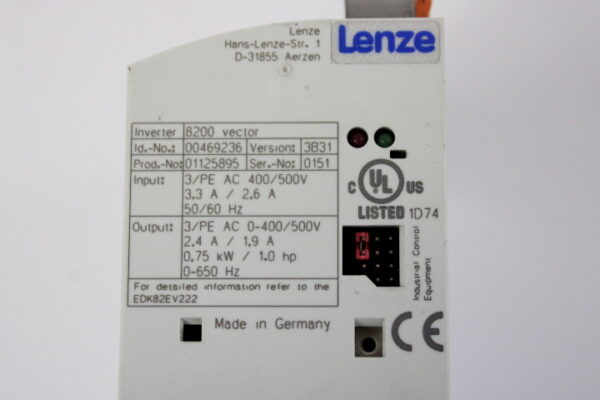 Lenze
Hans-Lenze-Str. 1
D-31855 Aerzen
Lenze
Inverter 8200 vector
Id.-No.: 00469236 Version: 3B31
Prod.-No: 01125895 Ser.-No: 0151
Input: 3/PE AC 400/500V
3.3 A / 2.6 A
50/60 Hz
Output: 3/PE AC 0-400/500V
2.4 A / 1.9 A
0.75 kW / 1.0 hp
0-650 Hz
For detailed information refer to the
EDK82EV222
Made in Germany
C UL US
LISTED 1D74
Industrial Control
Equipment
CE